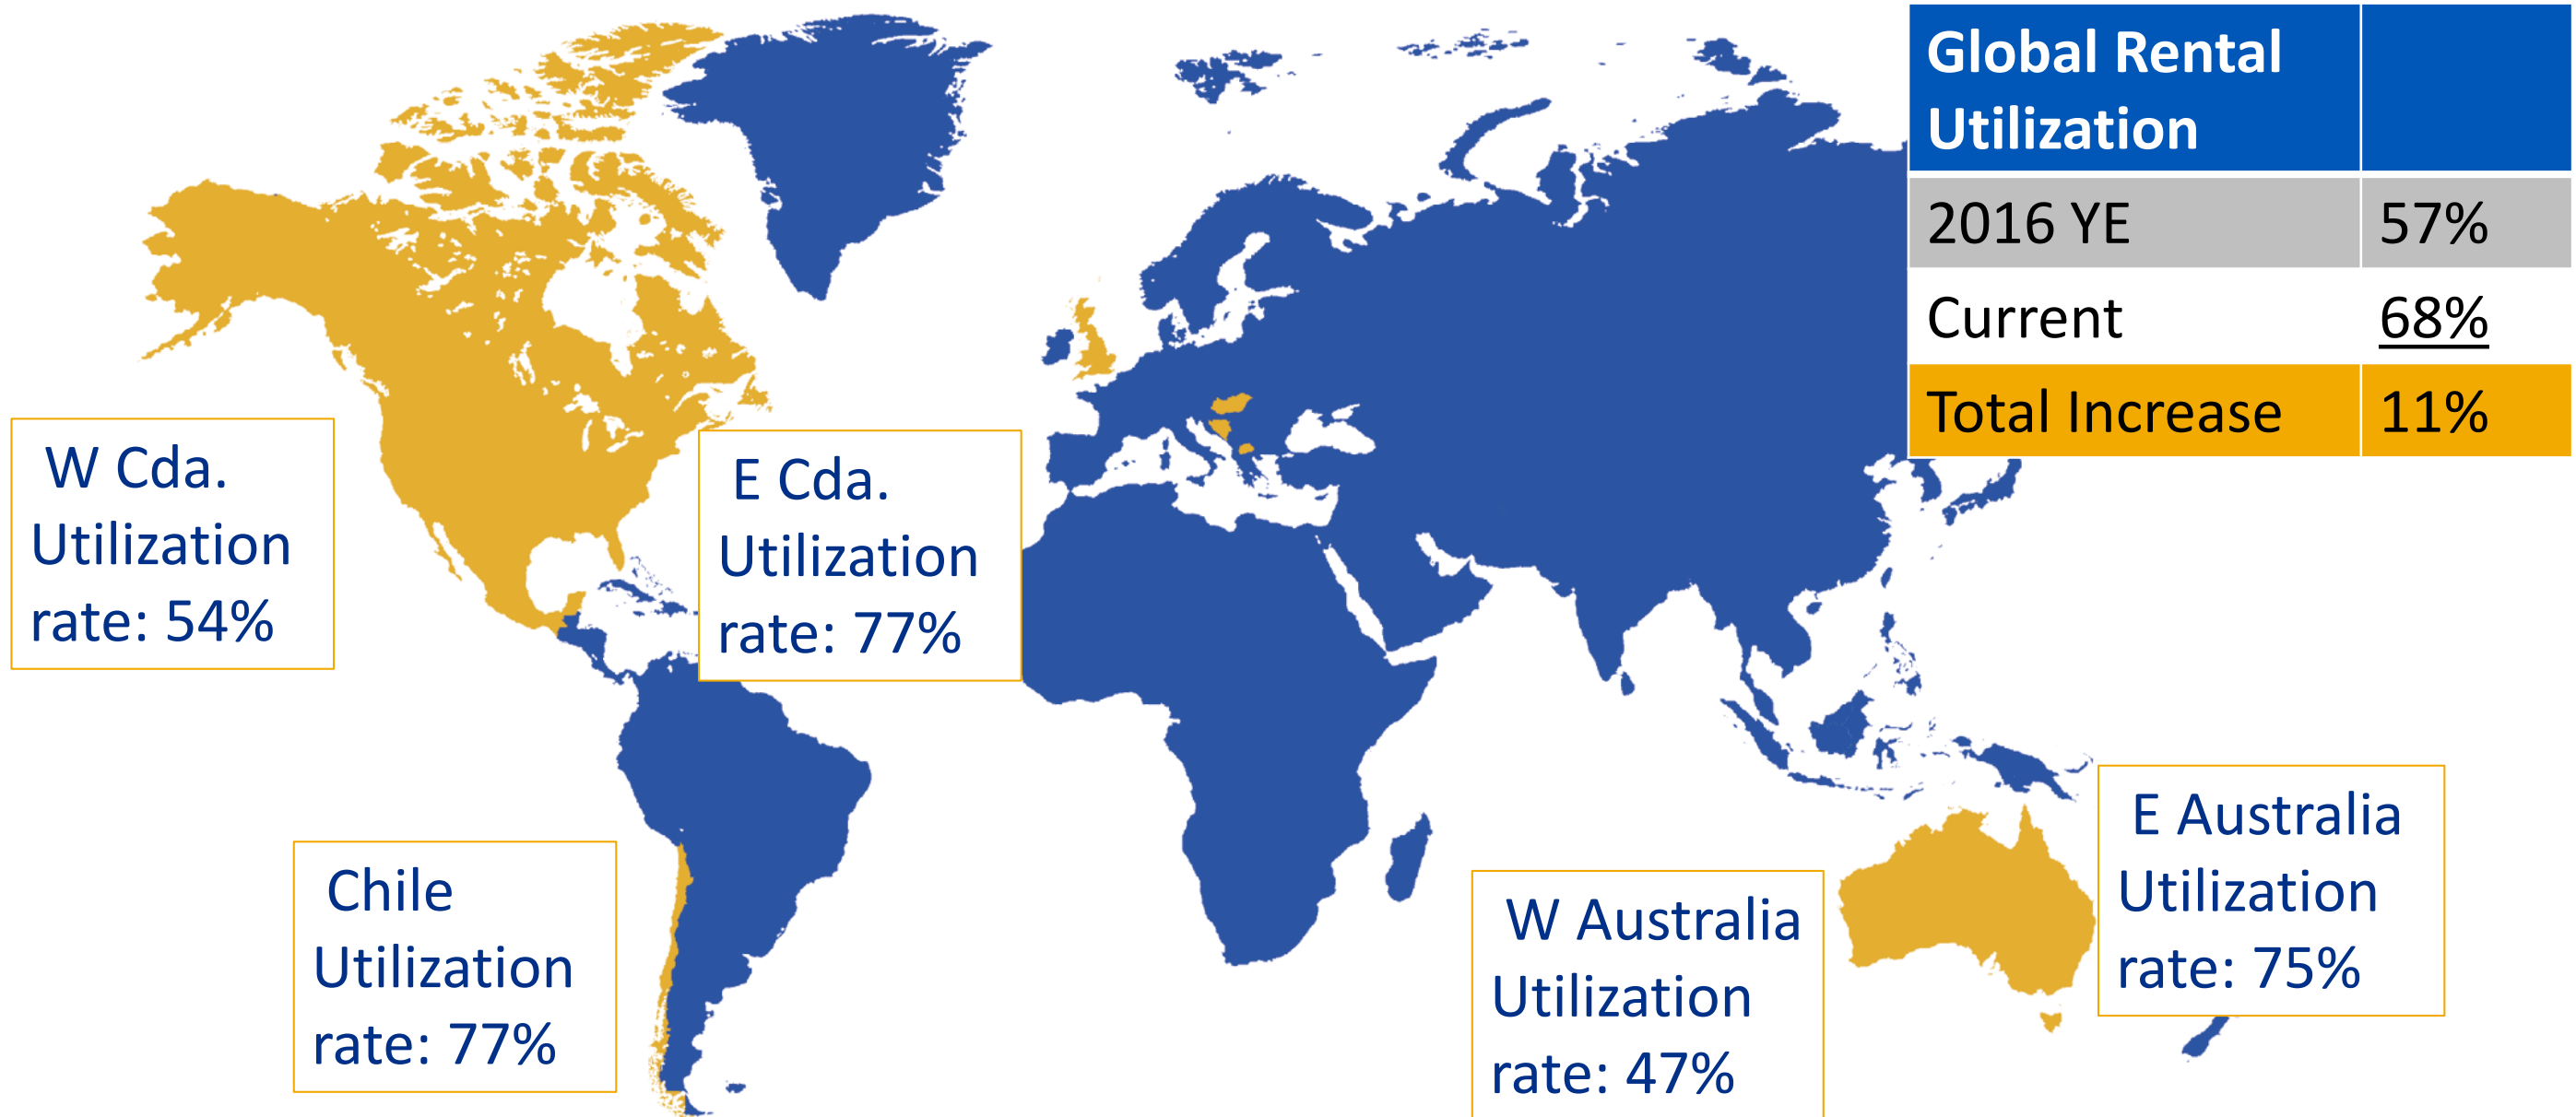 Global Rental
Utilization
2016 YE 57%
Current 68%
Total Increase 11%
W Cda.
Utilization
rate: 54%
E Cda.
Utilization
rate: 77%
Chile
Utilization
rate: 77%
W Australia
Utilization
rate: 47%
E Australia
Utilization
rate: 75%